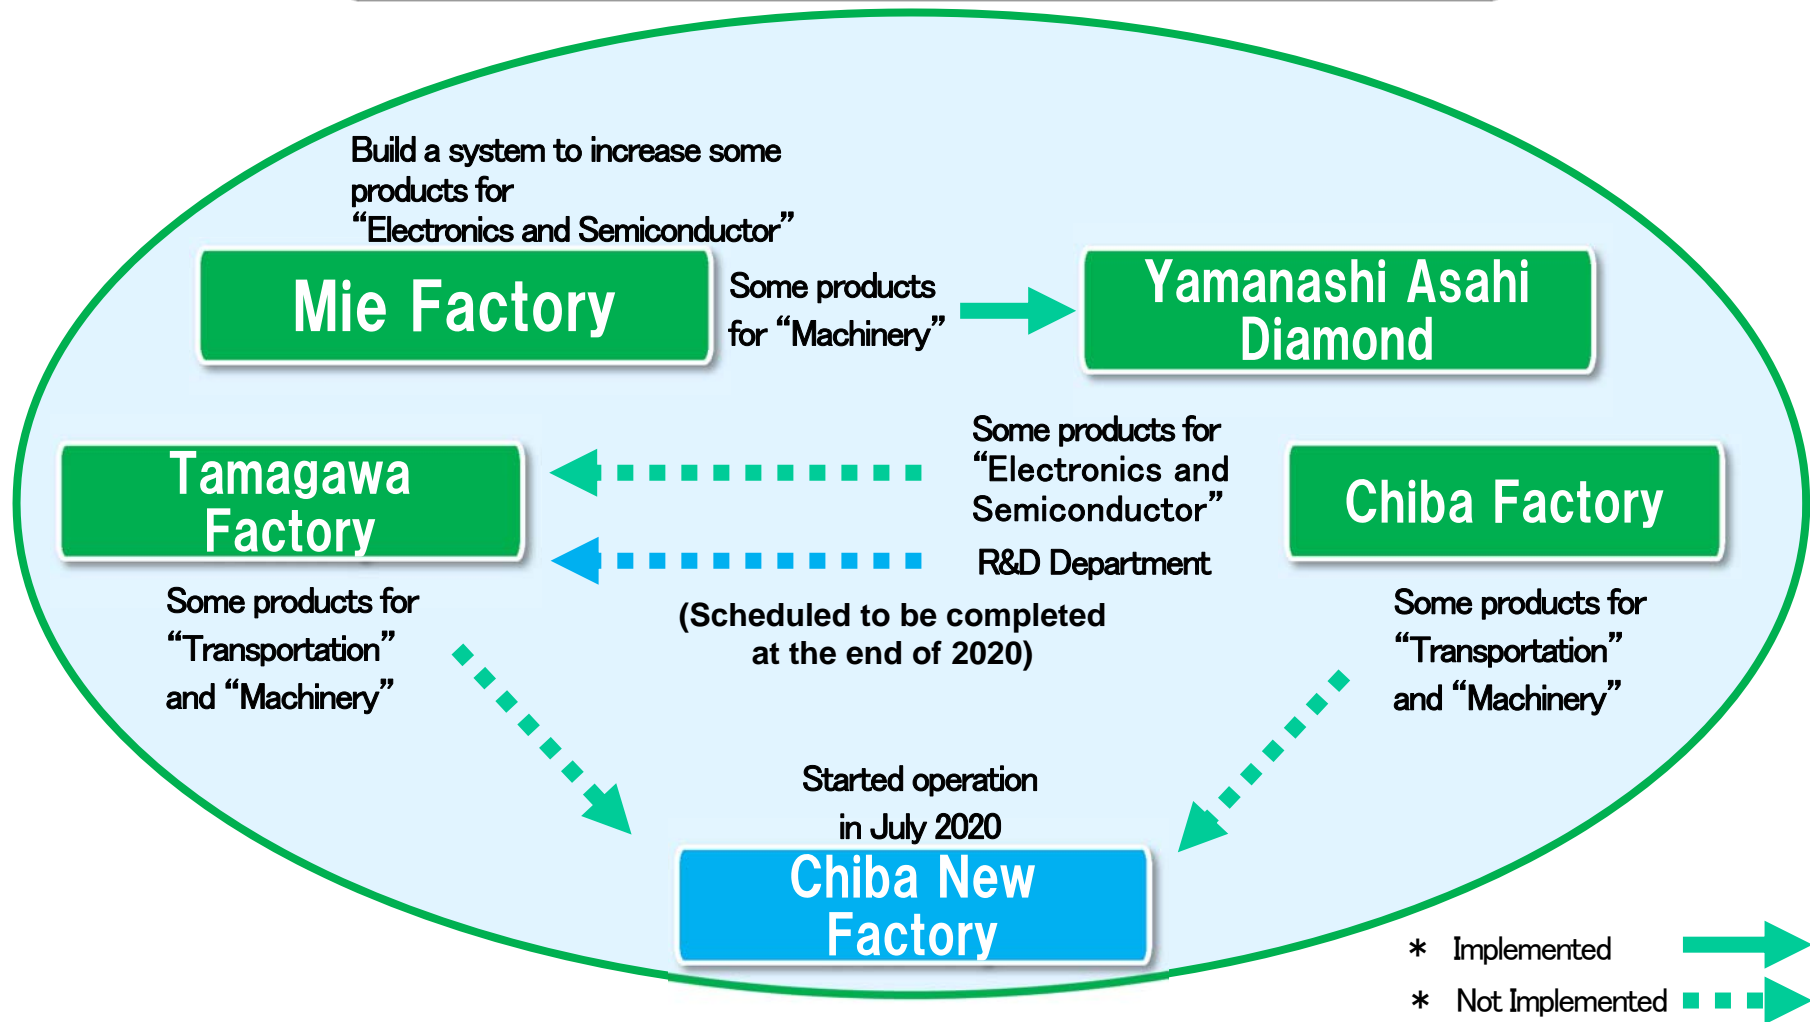 Build a system to increase some
products for
“Electronics and Semiconductor”
Mie Factory
Some products
for “Machinery”
Yamanashi Asahi
Diamond
Tamagawa
Factory
Some products for
“Electronics and
Semiconductor”
R&D Department
(Scheduled to be completed
at the end of 2020)
Chiba Factory
Some products for
“Transportation”
and “Machinery”
Some products for
“Transportation”
and “Machinery”
Started operation
in July 2020
Chiba New
Factory
* Implemented
* Not Implemented